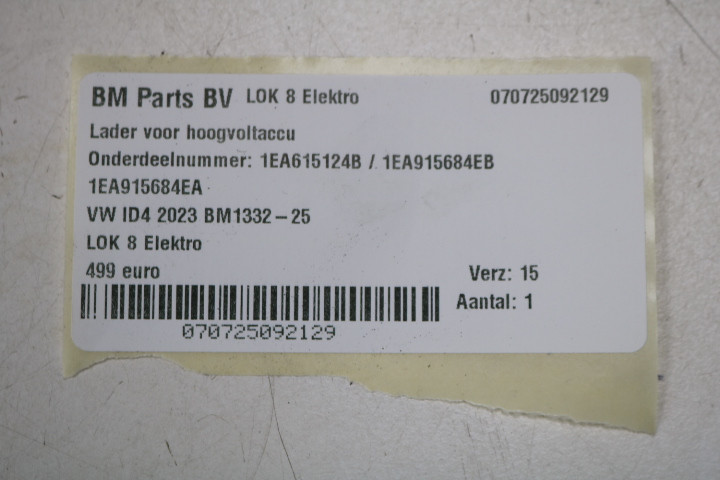 BM Parts BV LOK 8 Elektro 070725092129
Lader voor hoogvoltaccu
Onderdeelnummer: 1EA615124B / 1EA915684EB
1EA915684EA
VW ID4 2023 BM1332-25
LOK 8 Elektro
499 euro Verz: 15
Aantal: 1
070725092129